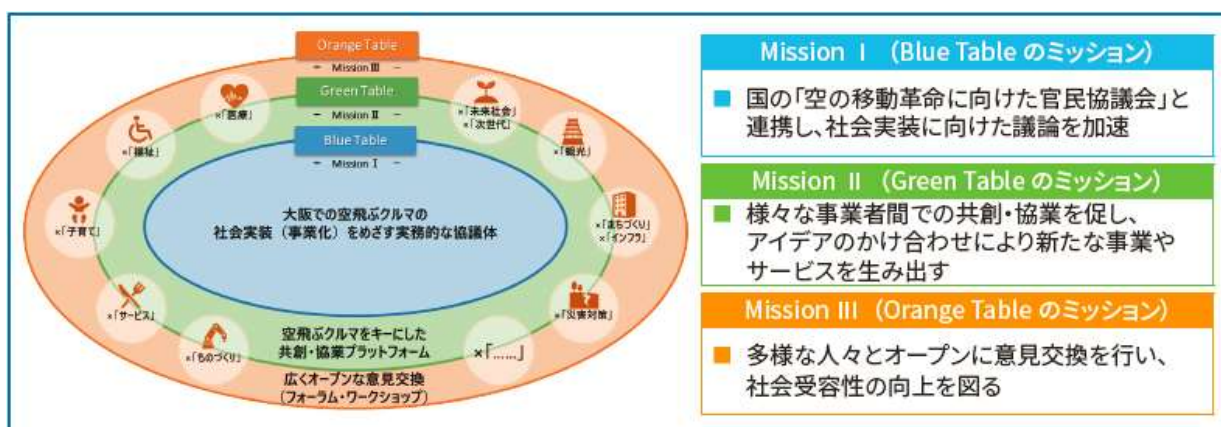 Orange Table
Mission Ⅲ
Green Table
Mission Ⅱ
Blue Table
Mission Ⅰ
大阪での空飛ぶクルマの
社会実装（事業化）をめざす実務的な協議体
×「医療」
×「福祉」
×「子育て」
×「サービス」
×「ものづくり」
×「未来社会」
×「次世代」
×「観光」
×「まちづくり」
×「インフラ」
×「災害対策」
×「……」
空飛ぶクルマをキーにした
共創・協業プラットフォーム
広くオープンな意見交換
（フォーラム・ワークショップ）
Mission Ⅰ （Blue Table のミッション）
■ 国の「空の移動革命に向けた官民協議会」と
連携し、社会実装に向けた議論を加速
Mission Ⅱ （Green Table のミッション）
■ 様々な事業者間での共創・協業を促し、
アイデアのかけ合わせにより新たな事業や
サービスを生み出す
Mission Ⅲ （Orange Table のミッション）
■ 多様な人々とオープンに意見交換を行い、
社会受容性の向上を図る